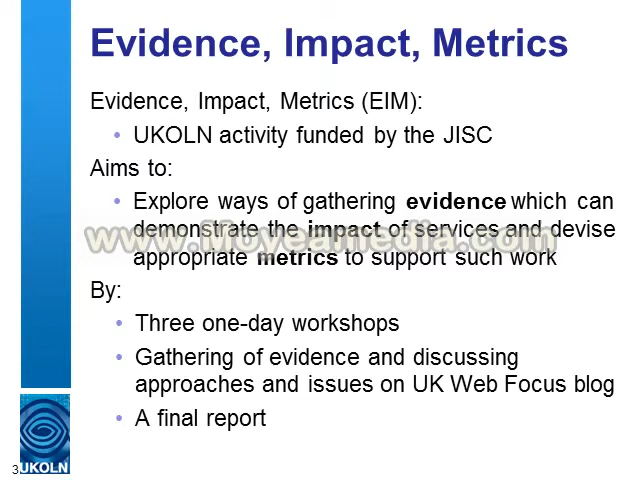 Evidence, Impact, Metrics
Evidence, Impact, Metrics (EIM):
• UKOLN activity funded by the JISC
Aims to:
• Explore ways of gathering evidence which can
demonstrate the impact of services and devise
www.Moyeamedia.com
appropriate metrics to support such work
By:
• Three one-day workshops
• Gathering of evidence and discussing
approaches and issues on UK Web Focus blog
• A final report
3
UKOLN